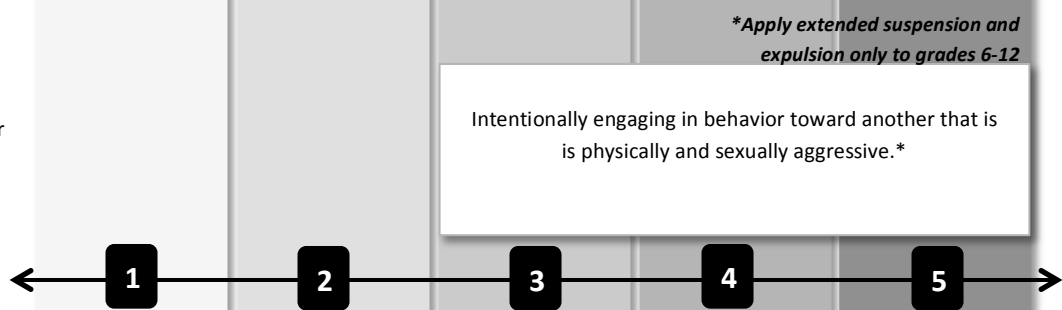 *Apply extended suspension and
expulsion only to grades 6-12
Intentionally engaging in behavior toward another that is
is physically and sexually aggressive.*
r
1 2 3 4 5